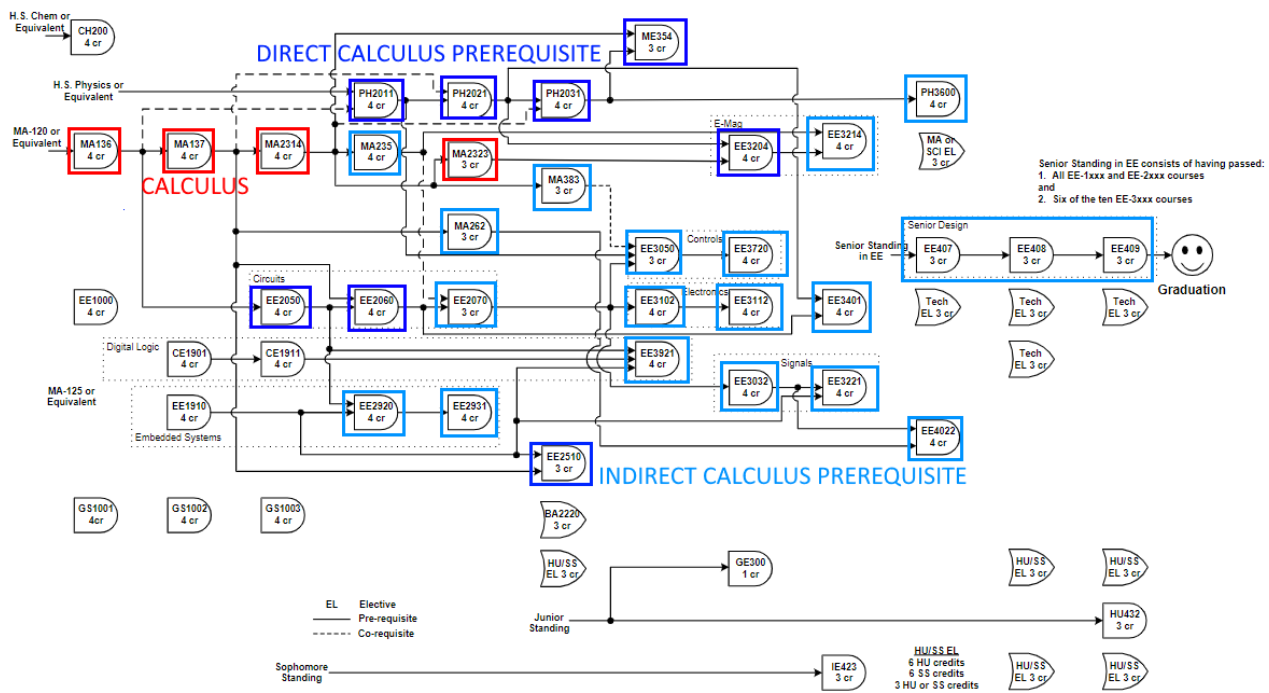 H.S. Chem or
Equivalent
CH200
4 cr
DIRECT CALCULUS PREREQUISITE
ME354
3 cr
H.S. Physics or
Equivalent
PH2011
4 cr
PH2021
4 cr
PH2031
4 cr
PH3600
4 cr
MA-120 or
Equivalent
MA136
4 cr
MA137
4 cr
MA2314
4 cr
MA235
4 cr
MA2323
3 cr
E-Mag
EE3204
4 cr
EE3214
4 cr
MA or
SCI EL
3 cr
CALCULUS
MA383
3 cr
Senior Standing in EE consists of having passed:
1. All EE-1xxx and EE-2xxx courses
and
2. Six of the ten EE-3xxx courses
MA262
3 cr
Controls
EE3050
3 cr
EE3720
4 cr
Senior Standing
in EE
Senior Design
EE407
3 cr
EE408
3 cr
EE409
3 cr
Graduation
EE1000
4 cr
Circuits
EE2050
4 cr
EE2060
4 cr
EE2070
3 cr
Electronics
EE3102
4 cr
EE3112
4 cr
EE3401
4 cr
Tech
EL 3 cr
Tech
EL 3 cr
Tech
EL 3 cr
Digital Logic
CE1901
4 cr
CE1911
4 cr
EE3921
4 cr
Tech
EL 3 cr
MA-125 or
Equivalent
Signals
EE3032
4 cr
EE3221
4 cr
EE1910
4 cr
EE2920
4 cr
EE2931
4 cr
Embedded Systems
EE4022
4 cr
EE2510
3 cr
INDIRECT CALCULUS PREREQUISITE
GS1001
4cr
GS1002
4 cr
GS1003
4 cr
BA2220
3 cr
HU/SS
EL 3 cr
GE300
1 cr
HU/SS
EL 3 cr
HU/SS
EL 3 cr
EL Elective
Pre-requisite
Co-requisite
Junior
Standing
HU432
3 cr
Sophomore
Standing
IE423
3 cr
HU/SS EL
6 HU credits
6 SS credits
3 HU or SS credits
HU/SS
EL 3 cr
HU/SS
EL 3 cr